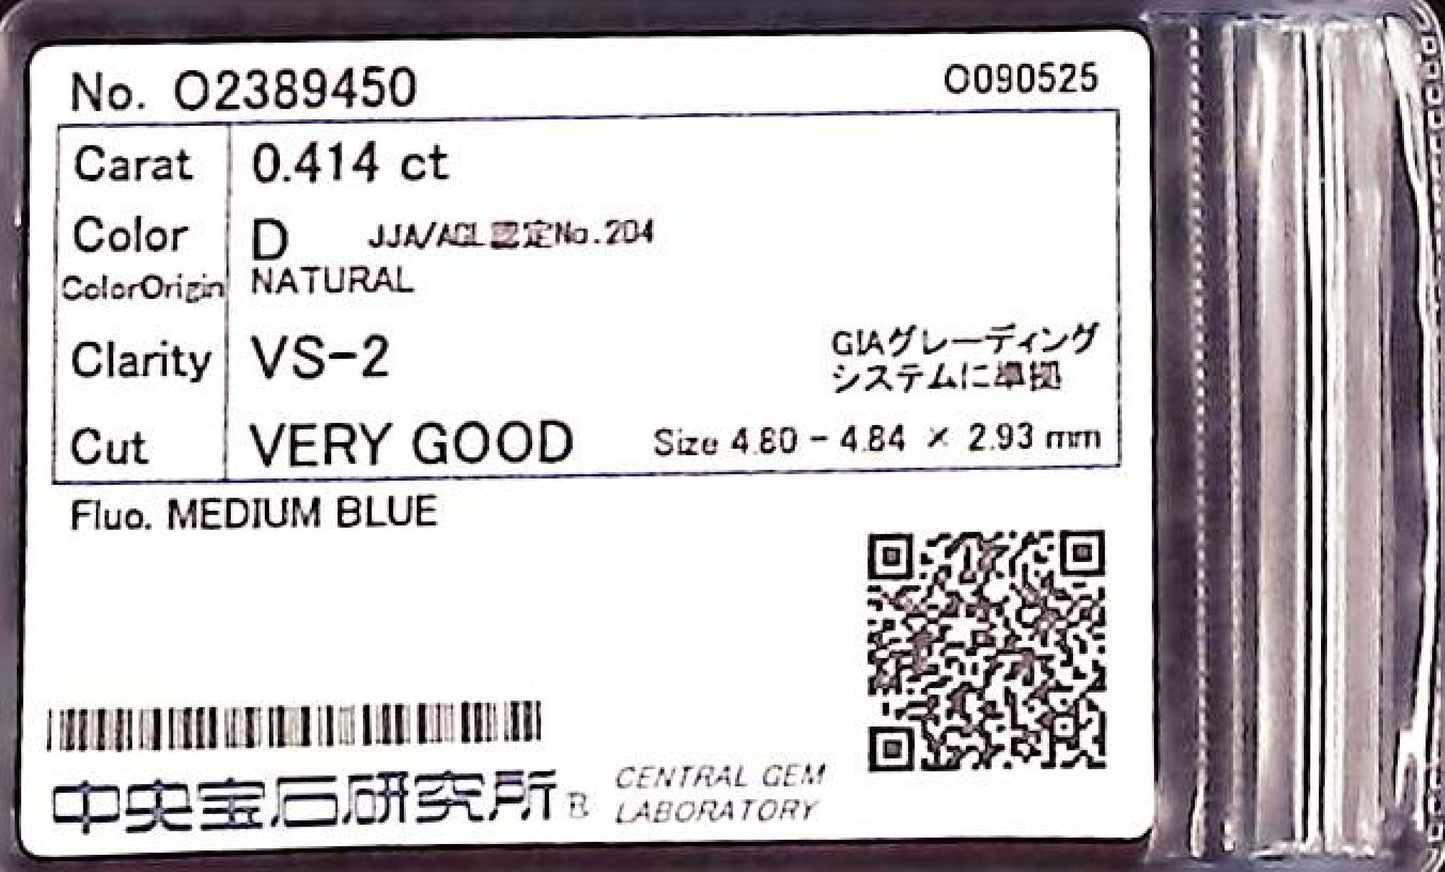 No. O2389450
O090525
Carat 0.414 ct
Color D JJA/AGL認定No.204
ColorOrigin NATURAL
Clarity VS-2
GIAグレーディング
システムに準拠
Cut VERY GOOD Size 4.80 - 4.84 × 2.93 mm
Fluo. MEDIUM BLUE
中央宝石研究所 B
CENTRAL GEM
LABORATORY